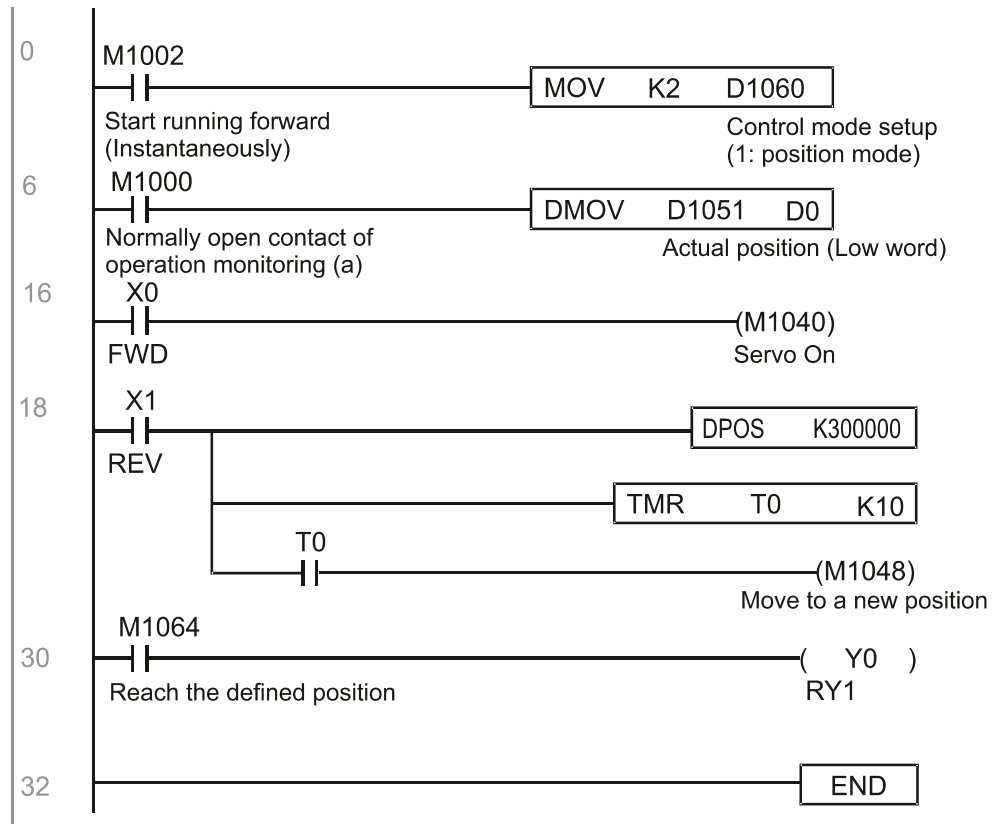 0
M1002
MOV K2 D1060
Start running forward
(Instantaneously)
Control mode setup
(1: position mode)
6
M1000
DMOV D1051 D0
Normally open contact of
operation monitoring (a)
Actual position (Low word)
16
X0
(M1040)
FWD
Servo On
18
X1
DPOS K300000
REV
TMR T0 K10
T0
(M1048)
Move to a new position
M1064
30
( Y0 )
Reach the defined position
RY1
32
END